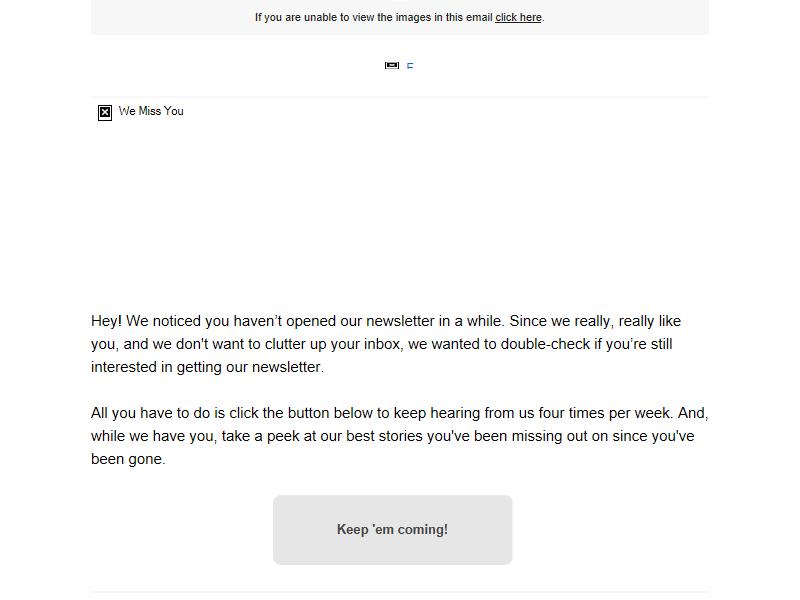 If you are unable to view the images in this email click here.
We Miss You
Hey! We noticed you haven’t opened our newsletter in a while. Since we really, really like
you, and we don't want to clutter up your inbox, we wanted to double-check if you’re still
interested in getting our newsletter.
All you have to do is click the button below to keep hearing from us four times per week. And,
while we have you, take a peek at our best stories you've been missing out on since you've
been gone.
Keep 'em coming!